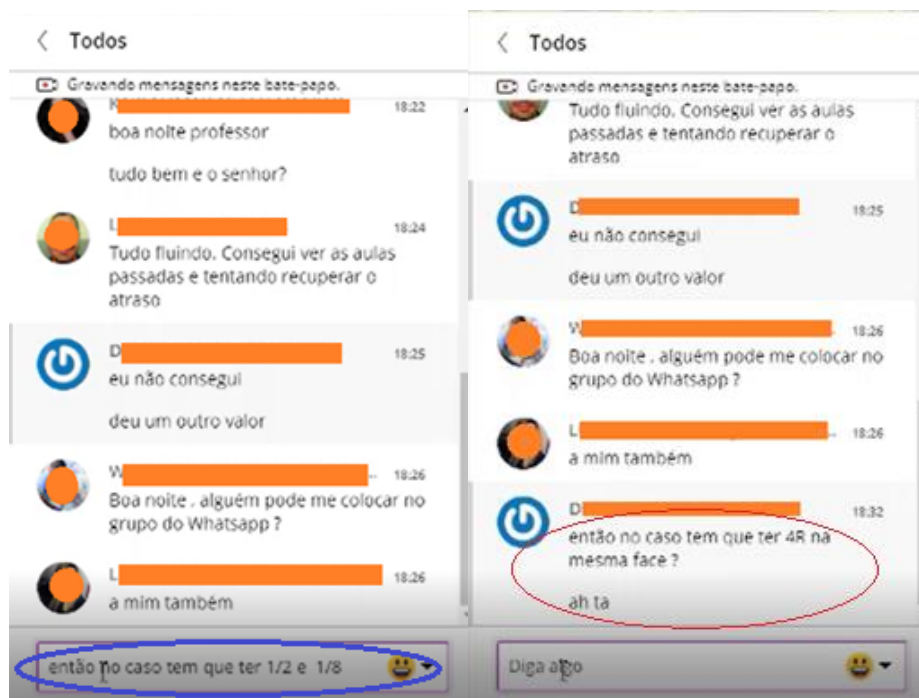 Todos
Gravando mensagens neste bate-papo.
K 18:22
boa noite professor
tudo bem e o senhor?
L 18:24
Tudo fluindo. Consegui ver as aulas
passadas e tentando recuperar o
atraso
D 18:25
eu não consegui
deu um outro valor
W .. 18:26
Boa noite . alguém pode me colocar no
grupo do Whatsapp ?
L 18:26
a mim também
então no caso tem que ter 1/2 e 1/8
Todos
Gravando mensagens neste bate-papo.
Tudo fluindo. Consegui ver as aulas
passadas e tentando recuperar o
atraso
D 18:25
eu não consegui
deu um outro valor
W . 18:26
Boa noite . alguém pode me colocar no
grupo do Whatsapp ?
L .. 18:26
a mim também
D 18:32
então no caso tem que ter 4R na
mesma face ?
ah ta
Diga algo